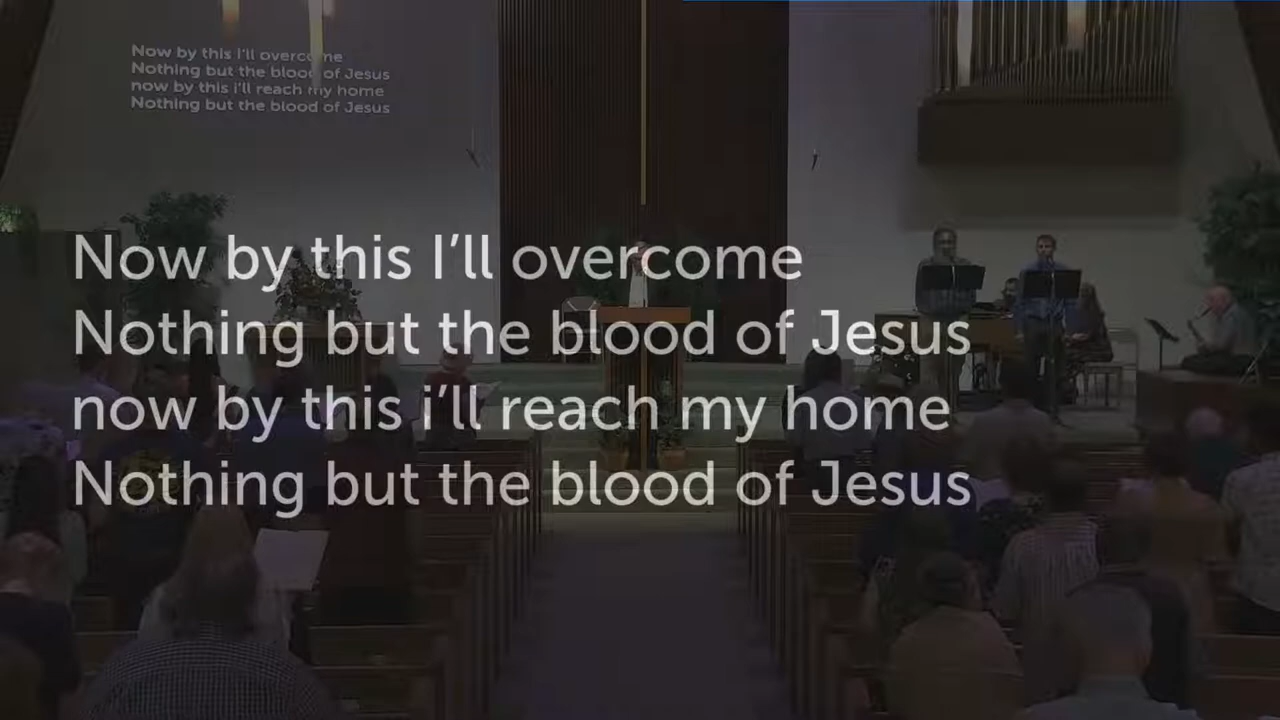 Now by this I'll overcome
Nothing but the blood of Jesus
now by this i'll reach my home
Nothing but the blood of Jesus
Now by this I’ll overcome
Nothing but the blood of Jesus
now by this i’ll reach my home
Nothing but the blood of Jesus